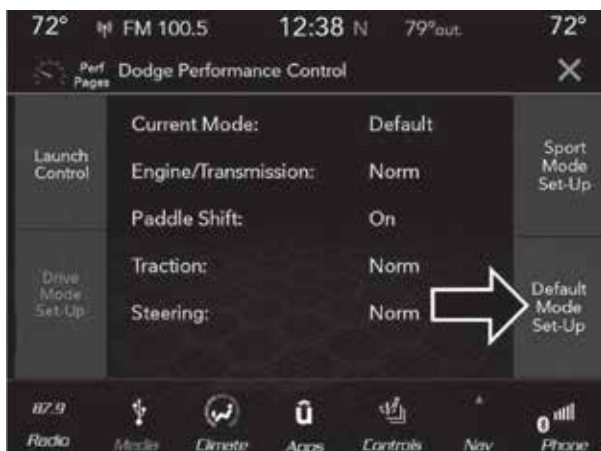 72° FM 100.5 12:38 N 79°out. 72°
Perf Pages Dodge Performance Control X
Launch Control
Drive Mode Set-Up
Current Mode: Default
Engine/Transmission: Norm
Paddle Shift: On
Traction: Norm
Steering: Norm
Sport Mode Set-Up
Default Mode Set-Up
87.9
Radio Media Climate Apps Controls Nav Phone